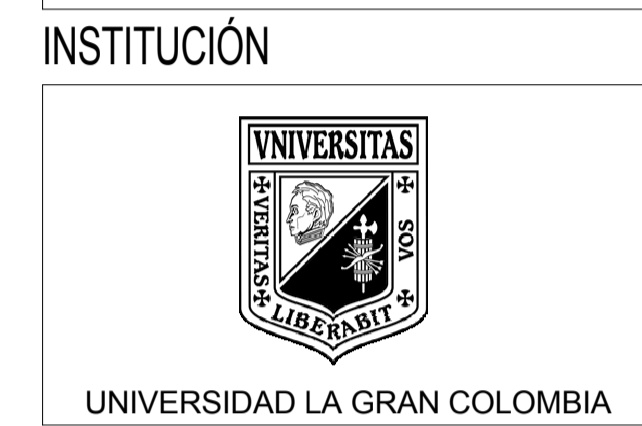 INSTITUCIÓN
VNIVERSITAS
VERITAS
LIBERABIT
VOS
UNIVERSIDAD LA GRAN COLOMBIA